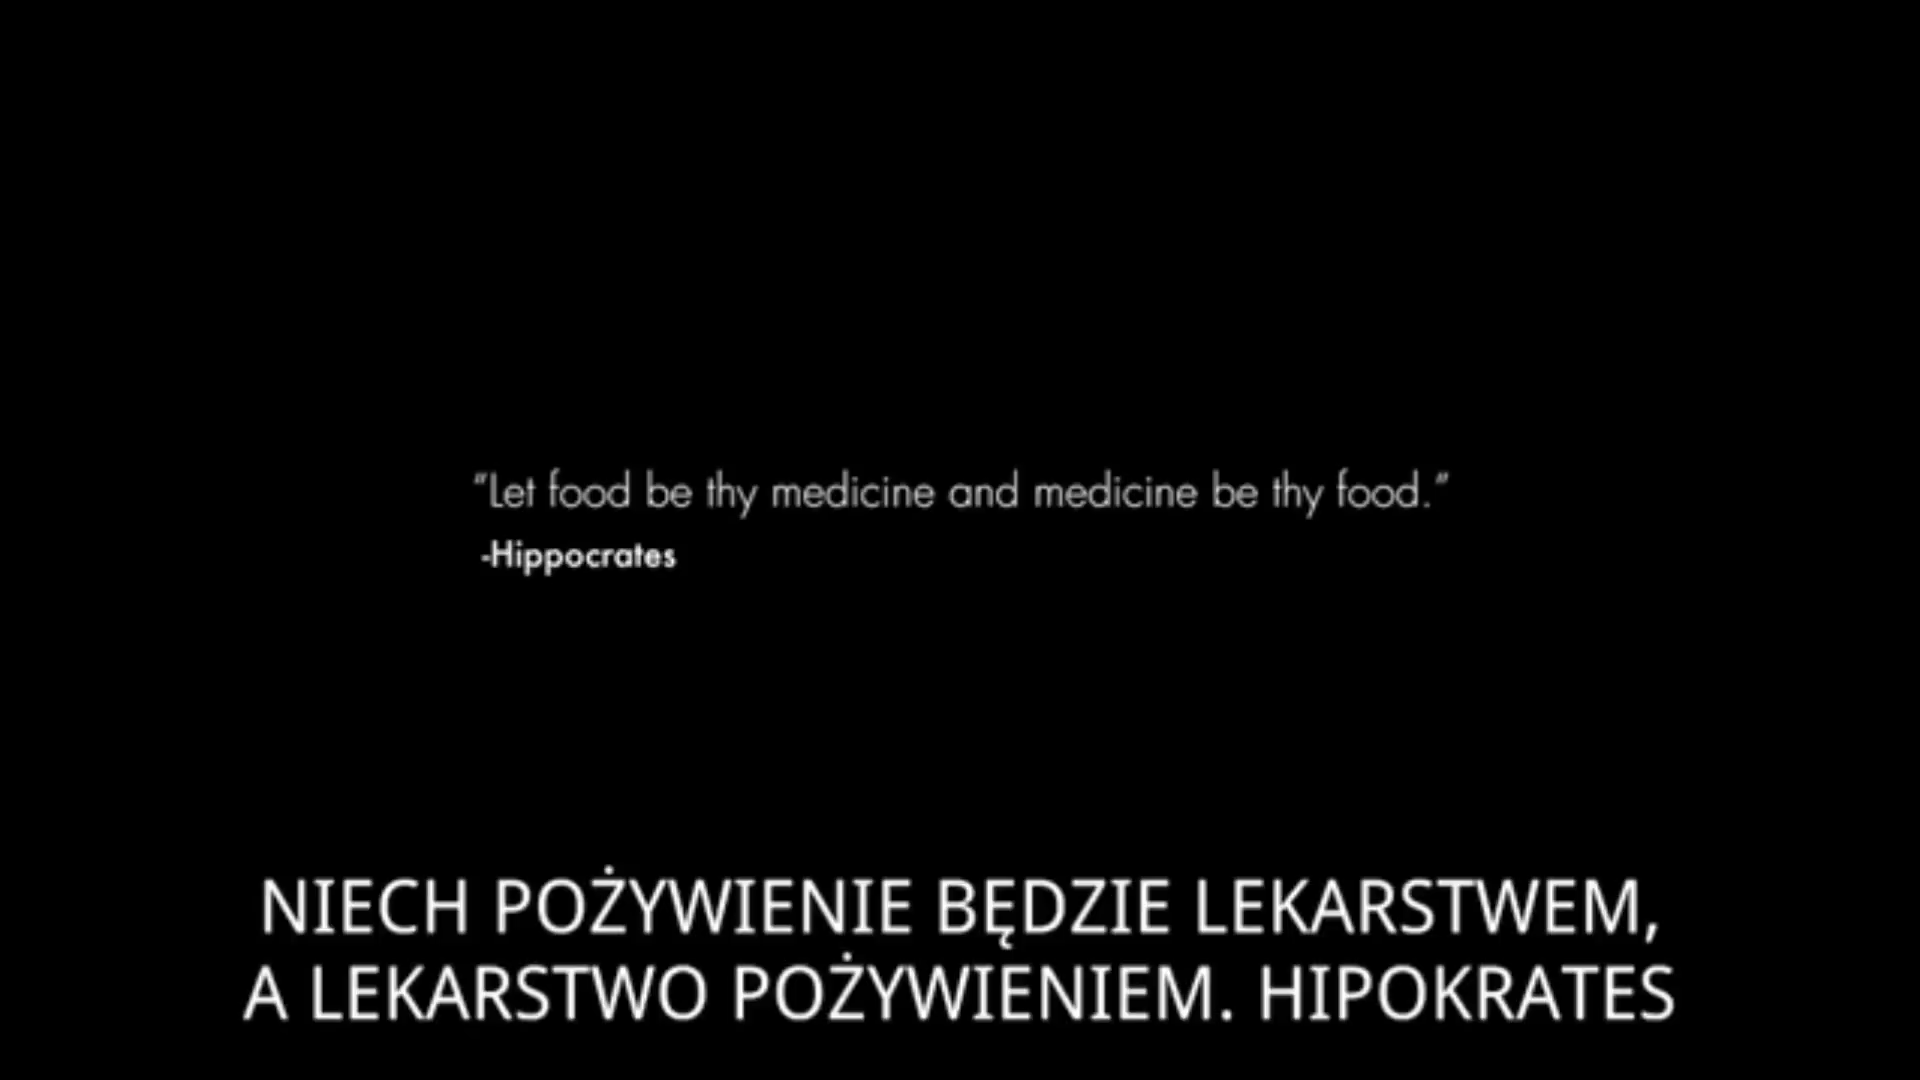 "Let food be thy medicine and medicine be thy food."
-Hippocrates
NIECH POŻYWIENIE BĘDZIE LEKARSTWEM,
A LEKARSTWO POŻYWIENIEM. HIPOKRATES